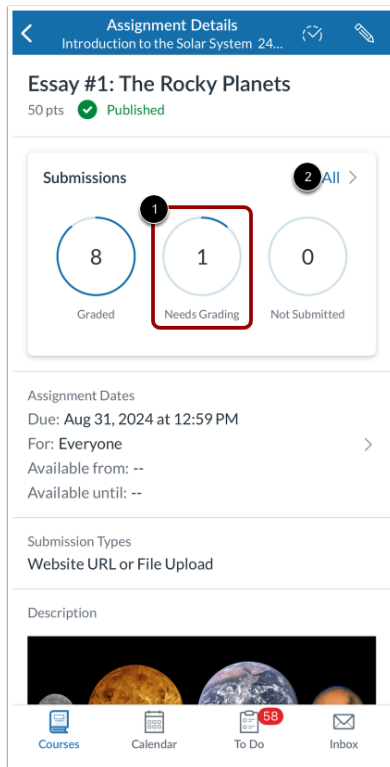 Assignment Details
Introduction to the Solar System 24...
Essay #1: The Rocky Planets
50 pts Published
Submissions
2 All
1
8
1
0
Graded
Needs Grading
Not Submitted
Assignment Dates
Due: Aug 31, 2024 at 12:59 PM
For: Everyone
Available from: --
Available until: --
Submission Types
Website URL or File Upload
Description
58
Courses
Calendar
To Do
Inbox